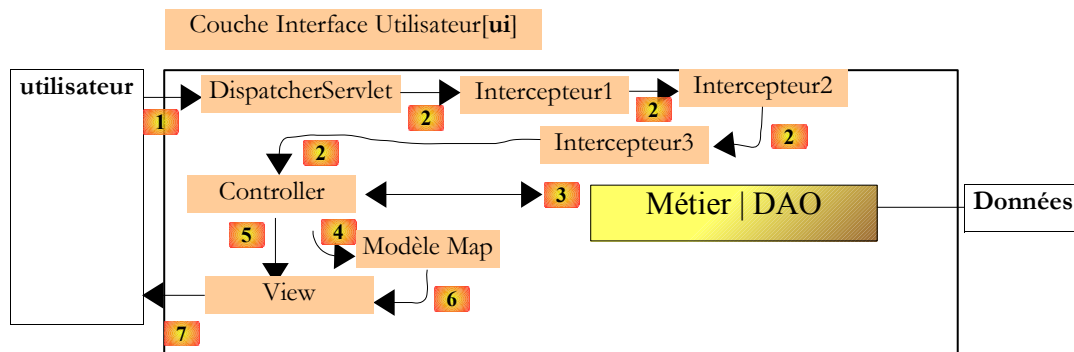 Couche Interface Utilisateur[ui]
utilisateur
DispatcherServlet
Intercepteur1
Intercepteur2
1
2
2
2
Intercepteur3
2
Controller
3
Métier | DAO
Données
5
4
Modèle Map
View
6
7